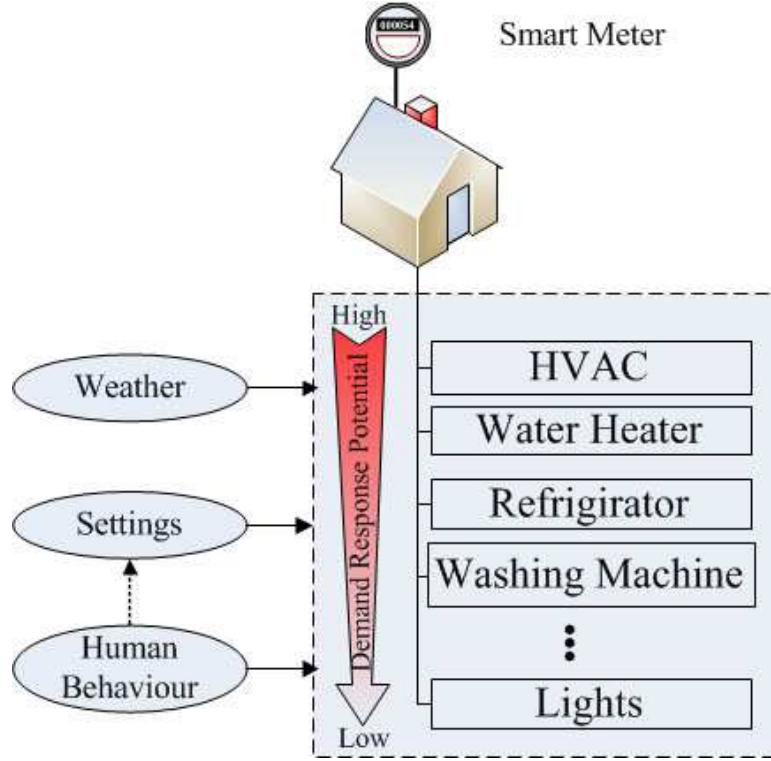 000054
Smart Meter
High
Demand Response Potential
Low
Weather
Settings
Human
Behaviour
HVAC
Water Heater
Refrigirator
Washing Machine
Lights